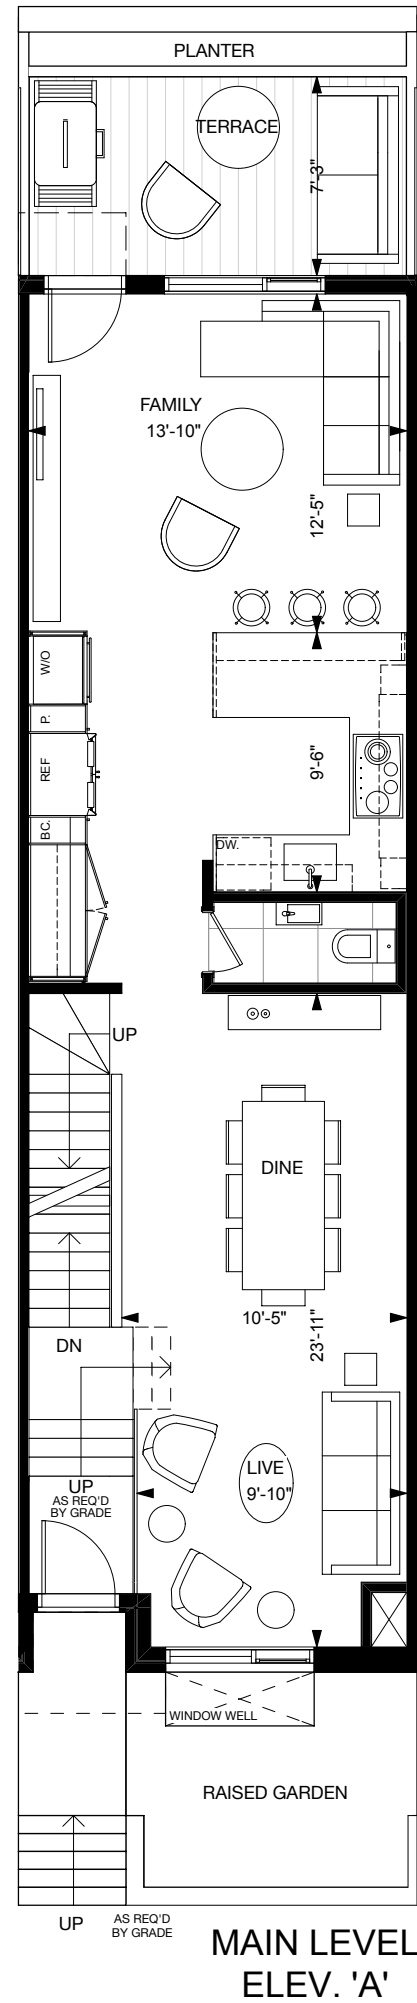 PLANTER
TERRACE
7'-3"
FAMILY
13'-10"
12'-5"
W/O
P.
REF
BC.
9'-6"
DW.
UP
DINE
10'-5"
23'-11"
DN
LIVE
9'-10"
UP
AS REQ'D
BY GRADE
WINDOW WELL
RAISED GARDEN
UP
AS REQ'D
BY GRADE
MAIN LEVEL
ELEV. 'A'